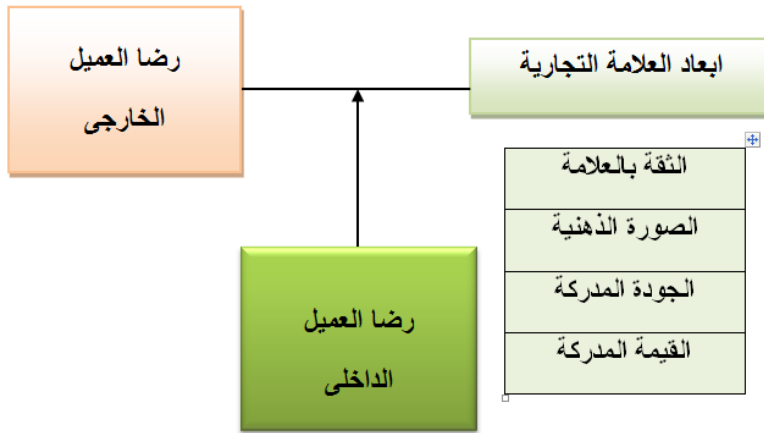 ابعاد العلامة التجارية
رضا العميل
الخارجى
الثقة بالعلامة
الصورة الذهنية
الجودة المدركة
القيمة المدركة
رضا العميل
الداخلى